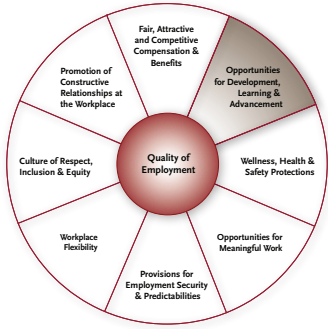 Fair, Attractive
and Competitive
Compensation &
Benefits
Opportunities
for Development,
Learning &
Advancement
Wellness, Health &
Safety Protections
Opportunities for
Meaningful Work
Provisions for
Employment Security
& Predictabilities
Workplace
Flexibility
Culture of Respect,
Inclusion & Equity
Promotion of
Constructive
Relationships at
the Workplace
Quality of
Employment